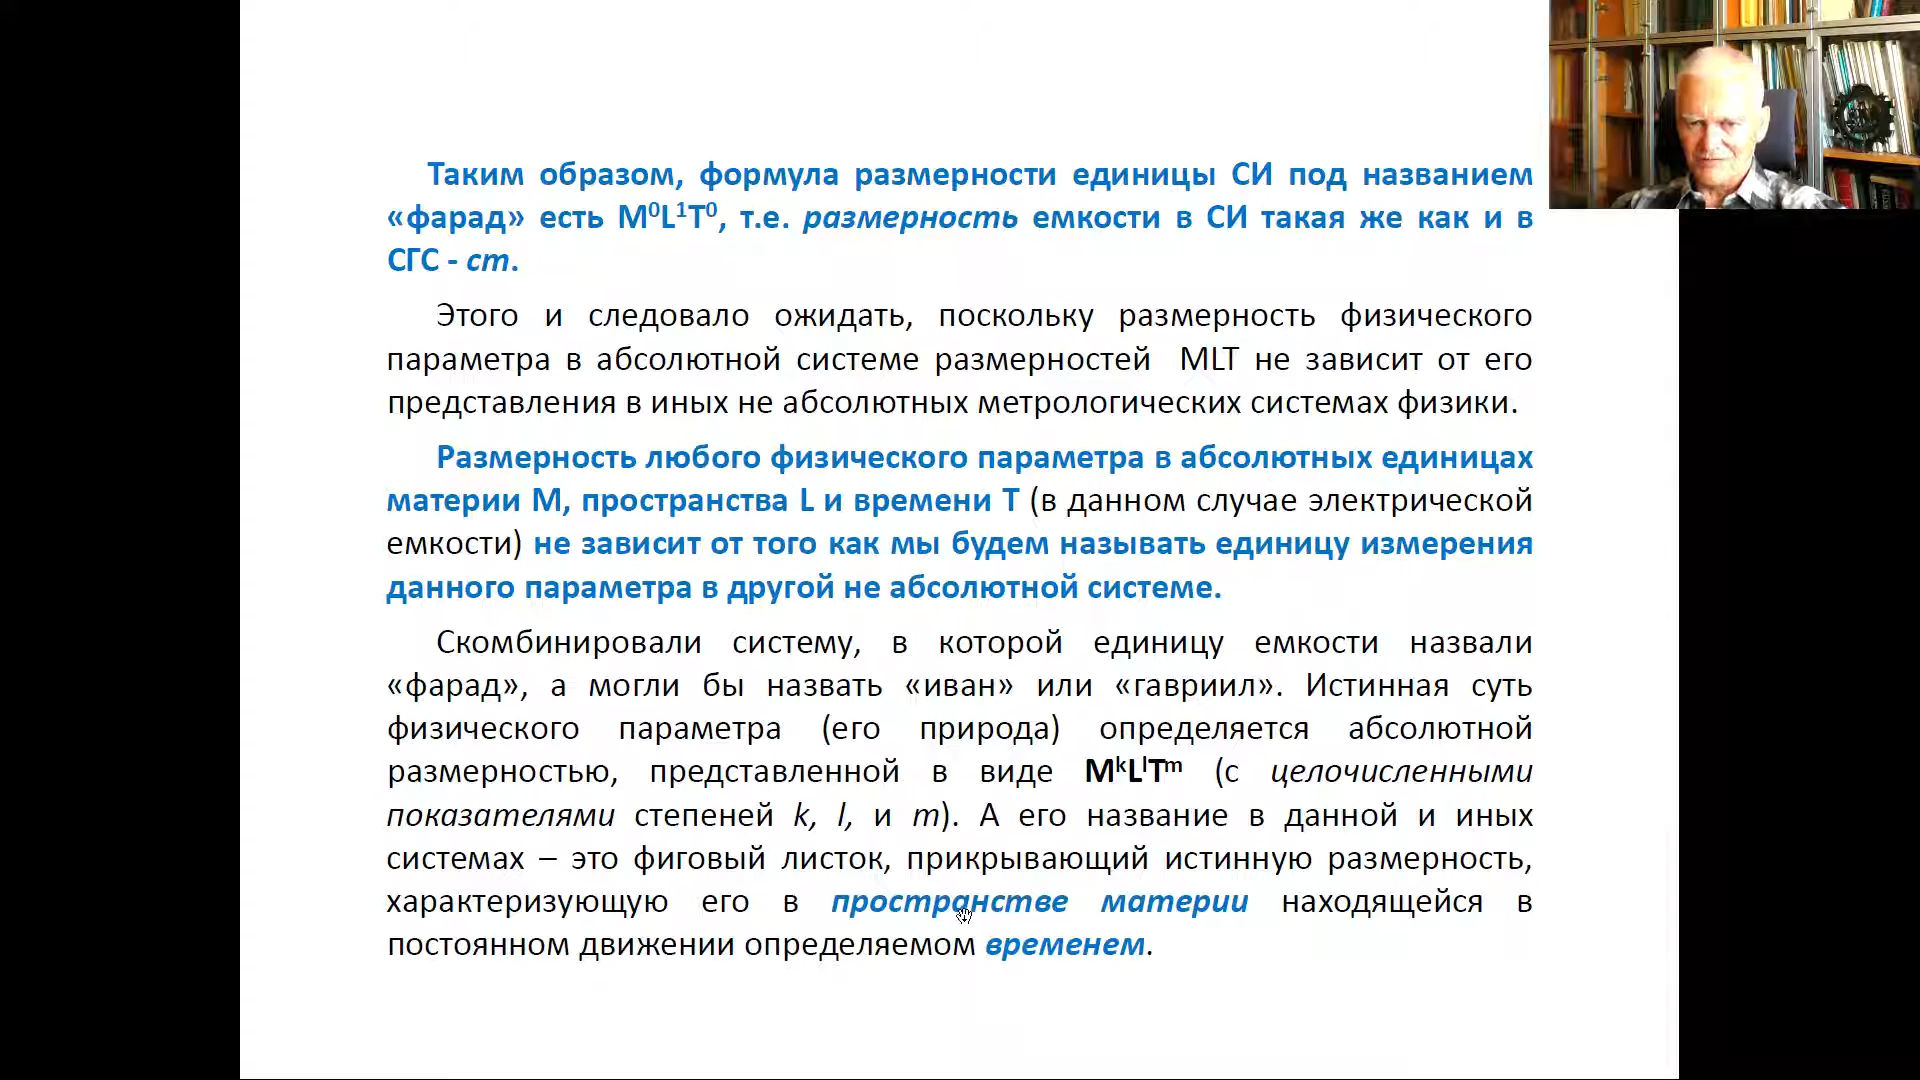 Таким образом, формула размерности единицы СИ под названием
«фарад» есть M⁰L¹T⁰, т.е. размерность емкости в СИ такая же как и в
СГС - ст.
Этого и следовало ожидать, поскольку размерность физического
параметра в абсолютной системе размерностей MLT не зависит от его
представления в иных не абсолютных метрологических системах физики.
Размерность любого физического параметра в абсолютных единицах
материи М, пространства L и времени Т (в данном случае электрической
емкости) не зависит от того как мы будем называть единицу измерения
данного параметра в другой не абсолютной системе.
Скомбинировали систему, в которой единицу емкости назвали
«фарад», а могли бы назвать «иван» или «гавриил». Истинная суть
физического параметра (его природа) определяется абсолютной
размерностью, представленной в виде MᵏLˡTᵐ (с целочисленными
показателями степеней k, l, и m). А его название в данной и иных
системах – это фиговый листок, прикрывающий истинную размерность,
характеризующую его в пространстве материи находящейся в
постоянном движении определяемом временем.